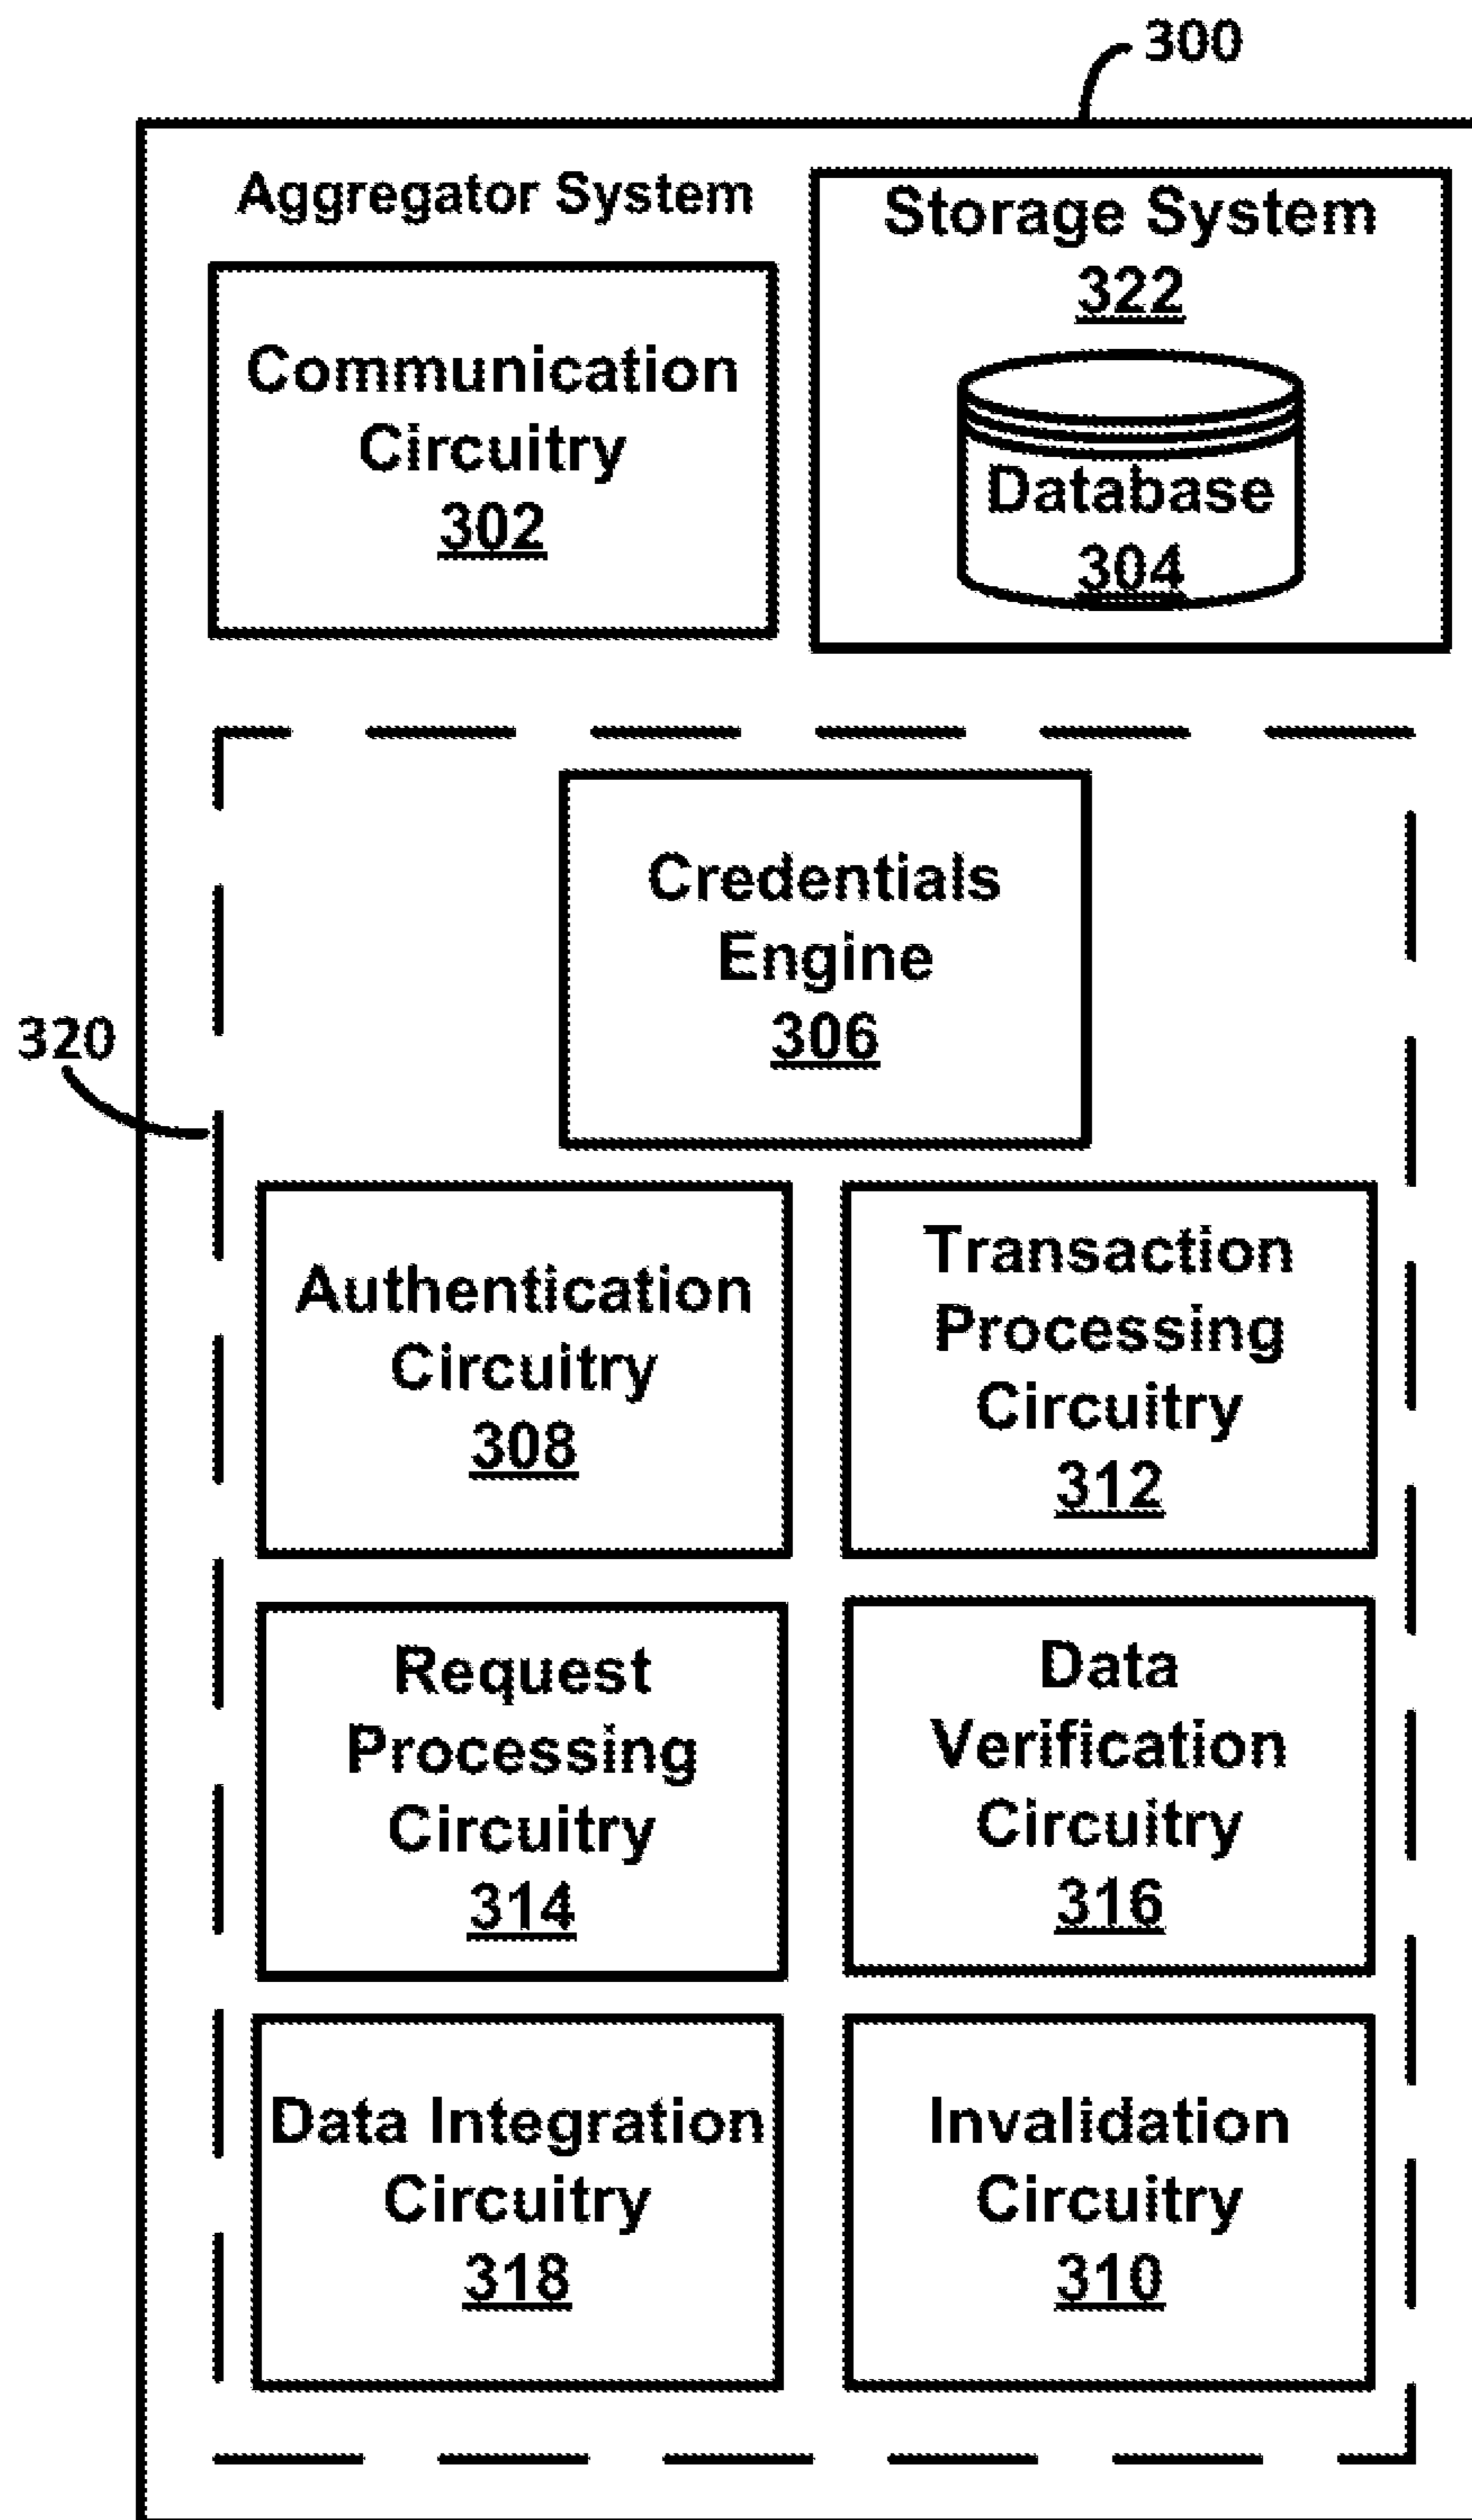 300
Aggregator System
Storage System
322
Communication
Circuitry
302
Database
304
Credentials
Engine
306
320
Authentication
Circuitry
308
Transaction
Processing
Circuitry
312
Request
Processing
Circuitry
314
Data
Verification
Circuitry
316
Data Integration
Circuitry
318
Invalidation
Circuitry
310